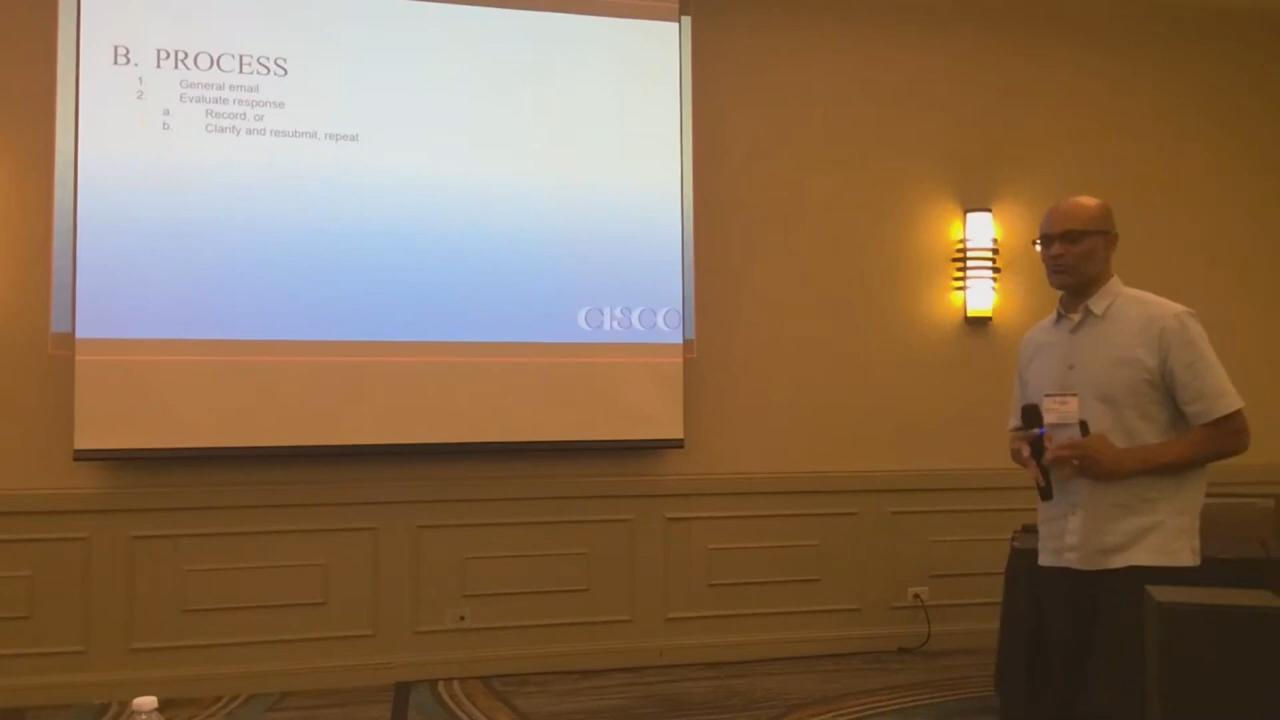 B. PROCESS
1. General email
2. Evaluate response
a. Record, or
b. Clarify and resubmit, repeat
CISCO